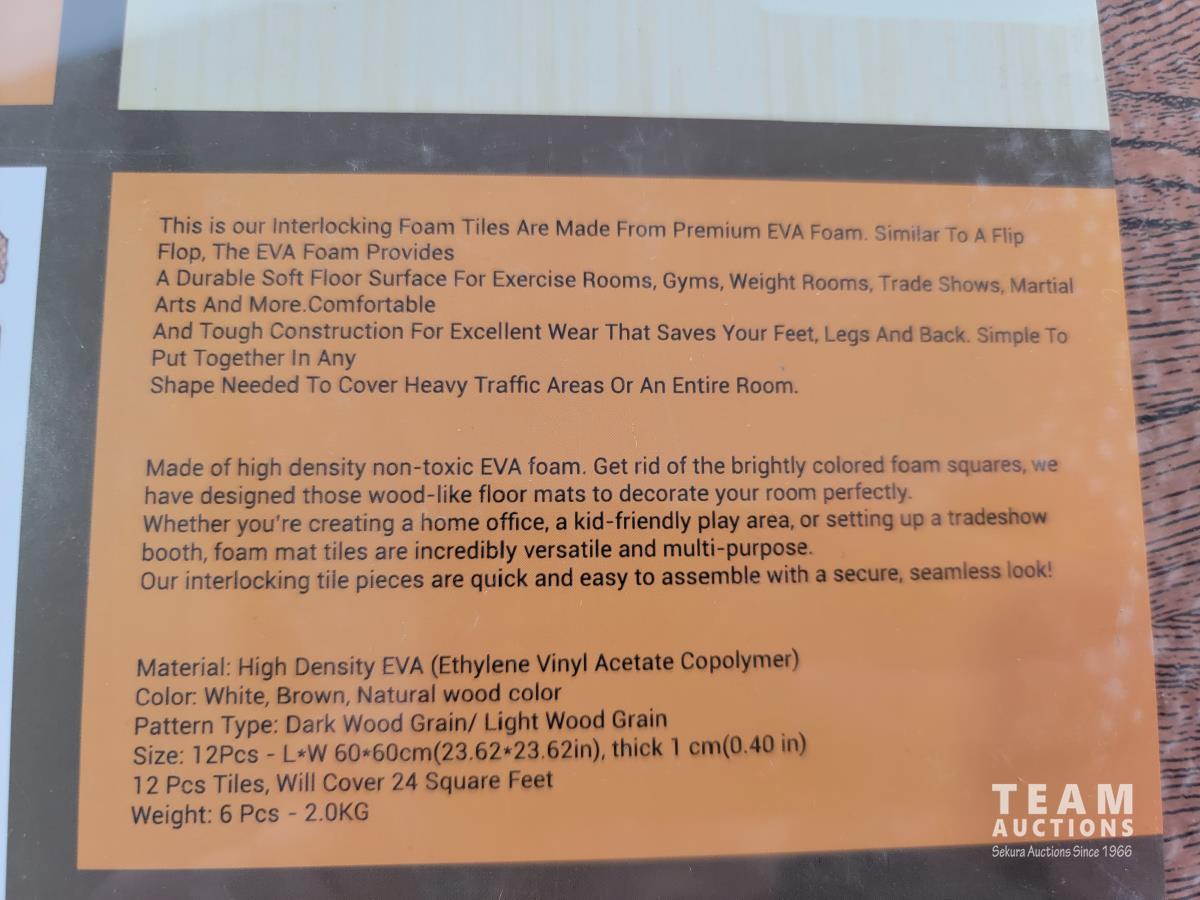 This is our Interlocking Foam Tiles Are Made From Premium EVA Foam. Similar To A Flip
Flop, The EVA Foam Provides
A Durable Soft Floor Surface For Exercise Rooms, Gyms, Weight Rooms, Trade Shows, Martial
Arts And More.Comfortable
And Tough Construction For Excellent Wear That Saves Your Feet, Legs And Back. Simple To
Put Together In Any
Shape Needed To Cover Heavy Traffic Areas Or An Entire Room.
Made of high density non-toxic EVA foam. Get rid of the brightly colored foam squares, we
have designed those wood-like floor mats to decorate your room perfectly.
Whether you're creating a home office, a kid-friendly play area, or setting up a tradeshow
booth, foam mat tiles are incredibly versatile and multi-purpose.
Our interlocking tile pieces are quick and easy to assemble with a secure, seamless look!
Material: High Density EVA (Ethylene Vinyl Acetate Copolymer)
Color: White, Brown, Natural wood color
Pattern Type: Dark Wood Grain/ Light Wood Grain
Size: 12Pcs - L*W 60*60cm(23.62*23.62in), thick 1 cm(0.40 in)
12 Pcs Tiles, Will Cover 24 Square Feet
Weight: 6 Pcs - 2.0KG
TEAM
AUCTIONS
Sekura Auctions Since 1966